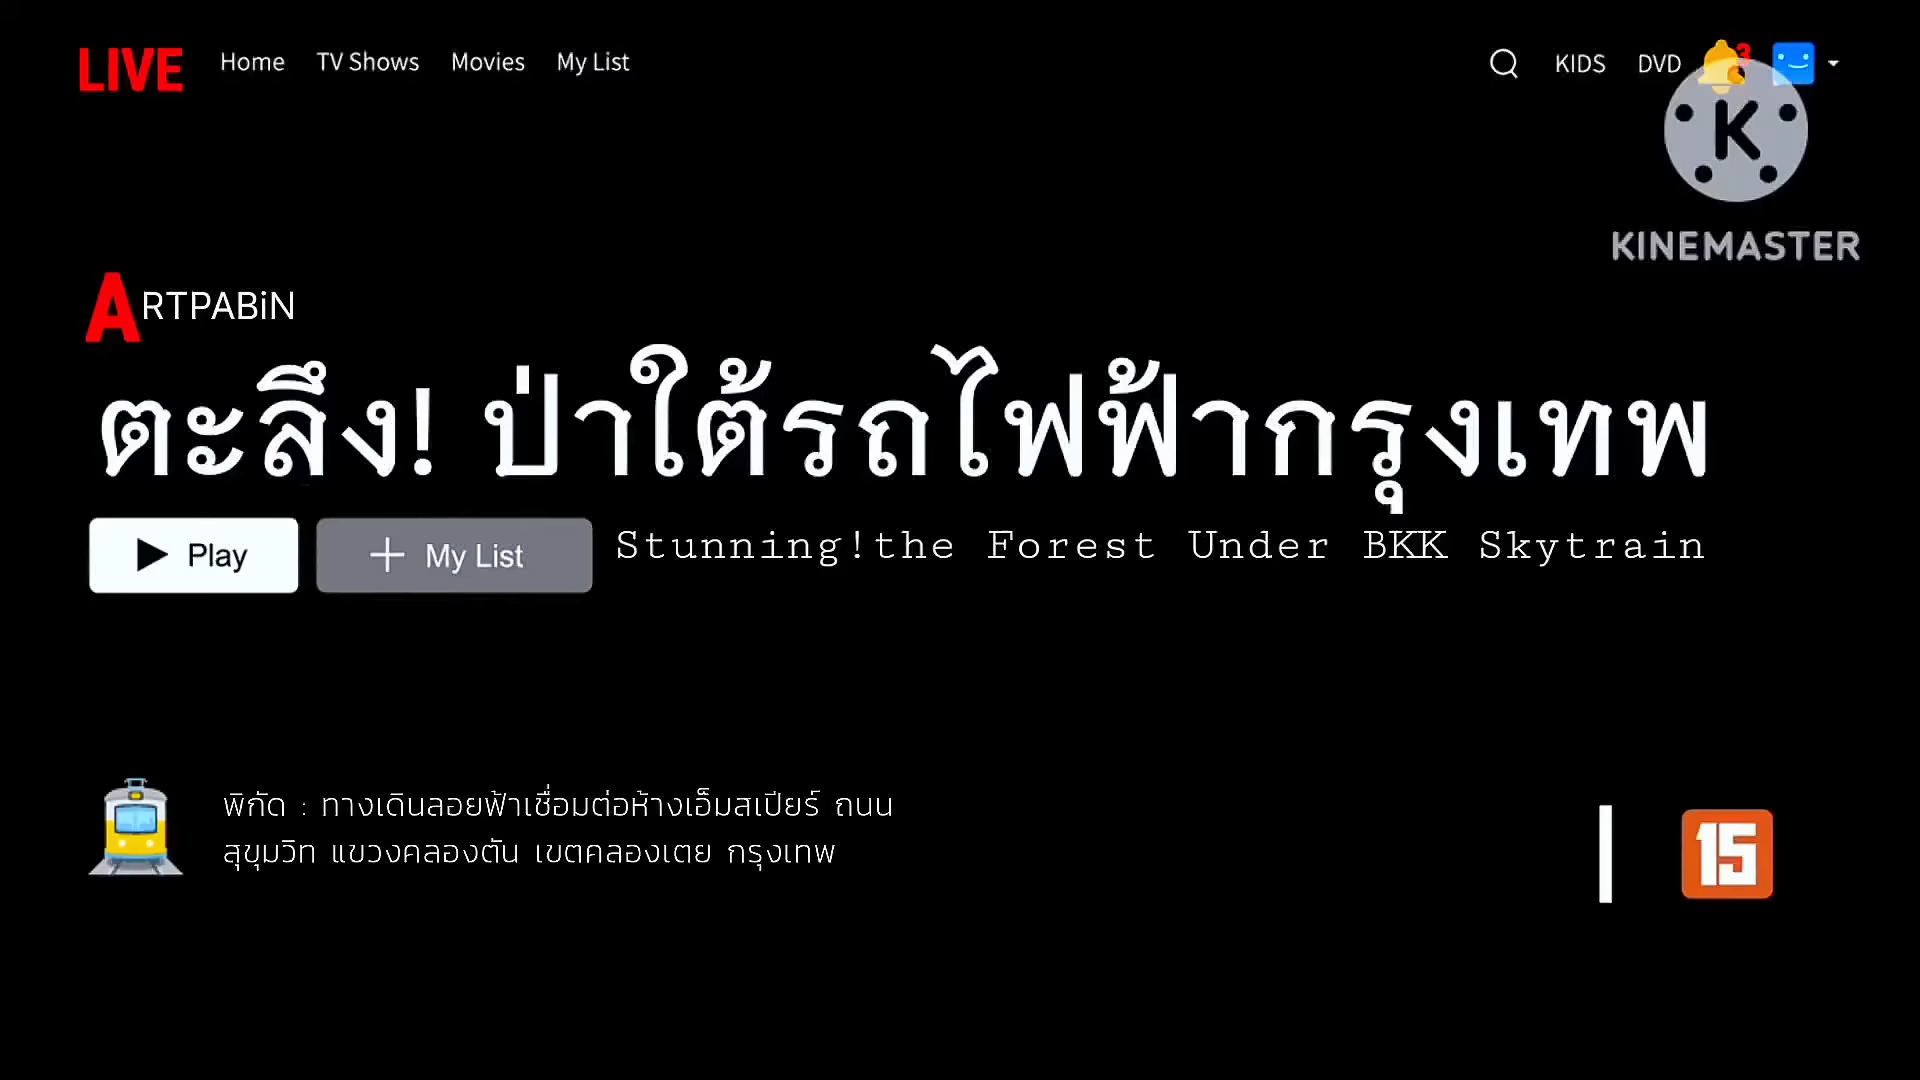 LIVE Home TV Shows Movies My List KIDS DVD 3
K
KINEMASTER
ARTPABiN
ตะลึง! ป่าใต้รถไฟฟ้ากรุงเทพ
Play My List Stunning!the Forest Under BKK Skytrain
พิกัด : ทางเดินลอยฟ้าเชื่อมต่อห้างเอ็มสเปียร์ ถนน
สุขุมวิท แขวงคลองตัน เขตคลองเตย กรุงเทพ
15